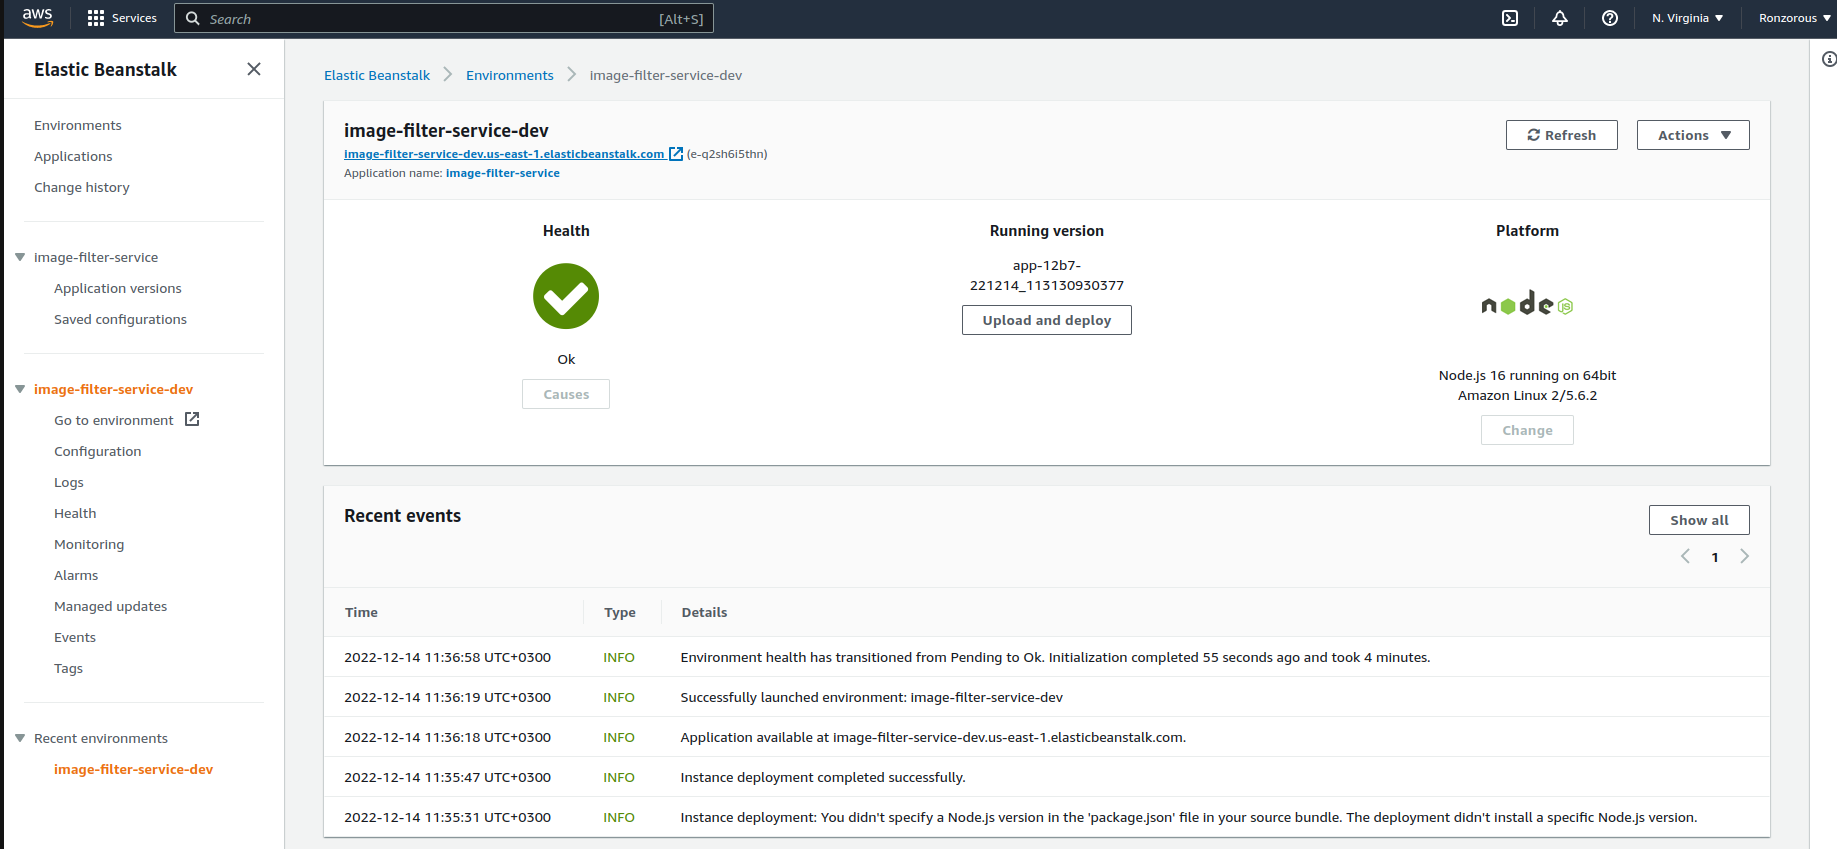 aws
Services
Search
[Alt+S]
N. Virginia
Ronzorous
Elastic Beanstalk
Environments
Applications
Change history
image-filter-service
Application versions
Saved configurations
image-filter-service-dev
Go to environment
Configuration
Logs
Health
Monitoring
Alarms
Managed updates
Events
Tags
Recent environments
image-filter-service-dev
Elastic Beanstalk
Environments
image-filter-service-dev
image-filter-service-dev
image-filter-service-dev.us-east-1.elasticbeanstalk.com (e-q2sh6i5thn)
Application name: image-filter-service
Refresh
Actions
Health
Ok
Causes
Running version
app-12b7-
221214_113130930377
Upload and deploy
Platform
node JS
Node.js 16 running on 64bit
Amazon Linux 2/5.6.2
Change
Recent events
Show all
1
Time Type Details
2022-12-14 11:36:58 UTC+0300 INFO Environment health has transitioned from Pending to Ok. Initialization completed 55 seconds ago and took 4 minutes.
2022-12-14 11:36:19 UTC+0300 INFO Successfully launched environment: image-filter-service-dev
2022-12-14 11:36:18 UTC+0300 INFO Application available at image-filter-service-dev.us-east-1.elasticbeanstalk.com.
2022-12-14 11:35:47 UTC+0300 INFO Instance deployment completed successfully.
2022-12-14 11:35:31 UTC+0300 INFO Instance deployment: You didn't specify a Node.js version in the 'package.json' file in your source bundle. The deployment didn't install a specific Node.js version.